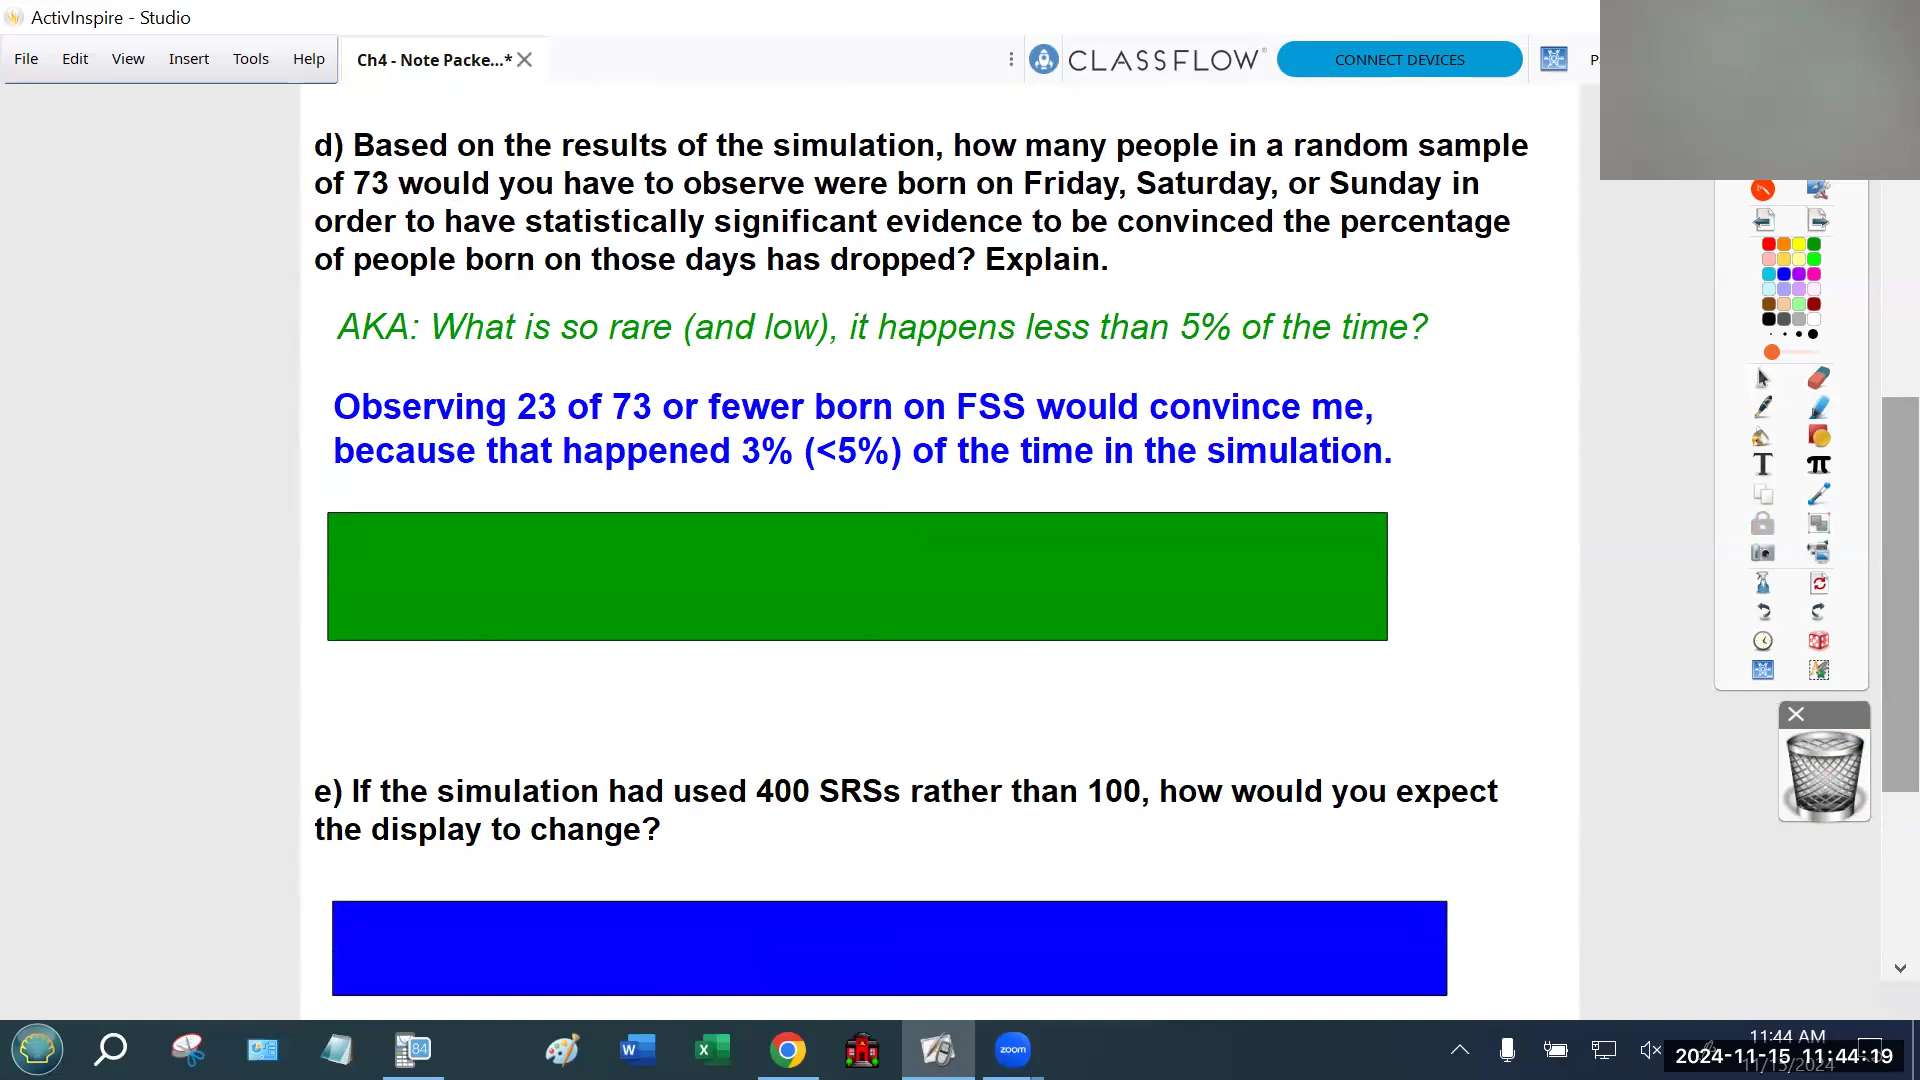 ActivInspire - Studio
File Edit View Insert Tools Help
Ch4 - Note Packe...*
CLASSFLOW
CONNECT DEVICES
P
d) Based on the results of the simulation, how many people in a random sample
of 73 would you have to observe were born on Friday, Saturday, or Sunday in
order to have statistically significant evidence to be convinced the percentage
of people born on those days has dropped? Explain.
AKA: What is so rare (and low), it happens less than 5% of the time?
Observing 23 of 73 or fewer born on FSS would convince me,
because that happened 3% (<5%) of the time in the simulation.
e) If the simulation had used 400 SRSs rather than 100, how would you expect
the display to change?
T π
84
W
X
zoom
11:44 AM
2024-11-15 11:44:19
11/15/2024